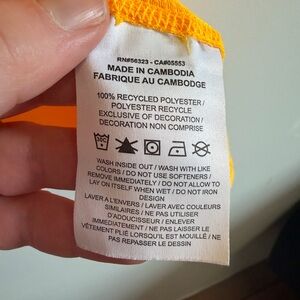 RN#56323 - CA#05553
MADE IN CAMBODIA
FABRIQUE AU CAMBODGE
100% RECYCLED POLYESTER /
POLYESTER RECYCLE
EXCLUSIVE OF DECORATION /
DECORATION NON COMPRISE
WASH INSIDE OUT / WASH WITH LIKE
COLORS / DO NOT USE SOFTENERS /
REMOVE IMMEDIATELY / DO NOT ALLOW TO
LAY ON ITSELF WHEN WET / DO NOT IRON
DESIGN
LAVER A L'ENVERS / LAVER AVEC COULEURS
SIMILAIRES / NE PAS UTILISER
D'ADOUCISSEUR / ENLEVER
IMMÉDIATEMENT / NE PAS LAISSER LE
VÊTEMENT PLIÉ LORSQU'IL EST MOUILLÉ / NE
PAS REPASSER LE DESSIN